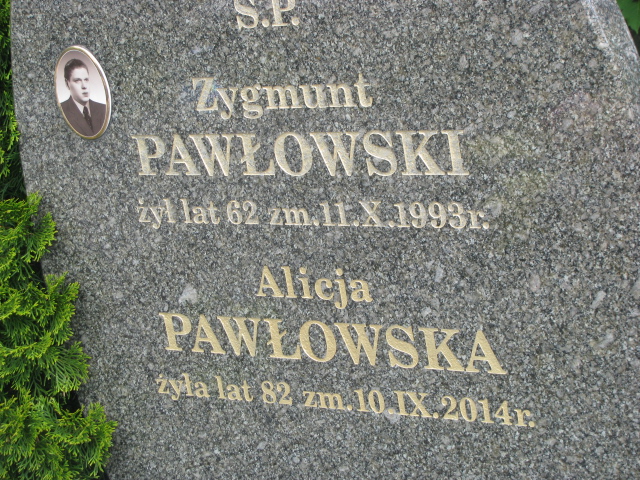 Ś.P.
Zygmunt
PAWŁOWSKI
żył lat 62 zm.11.X.1993r.
Alicja
PAWŁOWSKA
żyła lat 82 zm.10.IX.2014r.